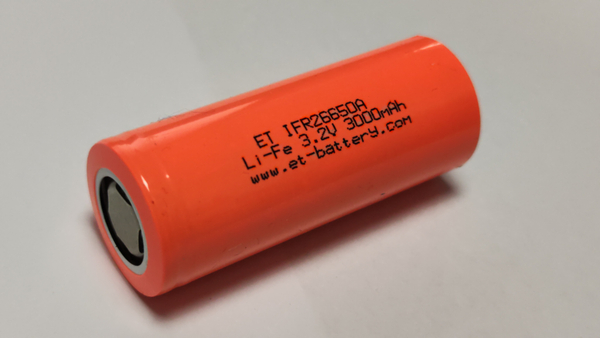 ET IFR26650A
Li-Fe 3.2V 3000mAh
www.et-battery.com